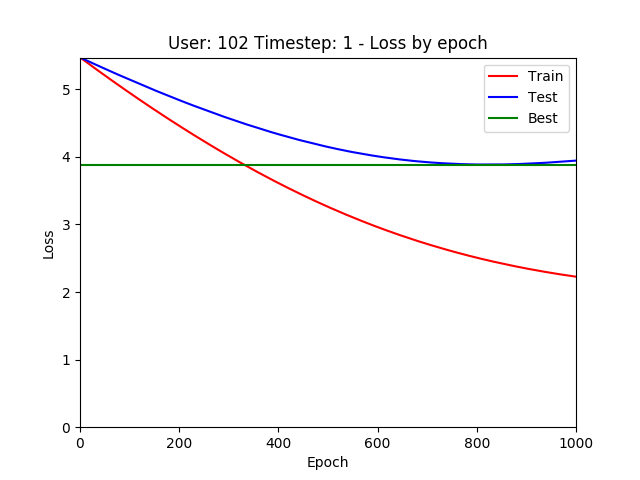 User: 102 Timestep: 1 - Loss by epoch
Train
Test
Best
5
4
3
2
1
0
Loss
0 200 400 600 800 1000
Epoch